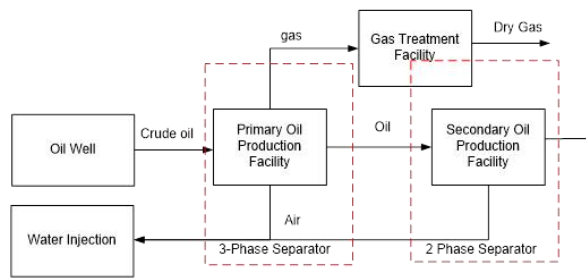 gas
Gas Treatment
Facility
Dry Gas
Oil Well
Crude oil
Primary Oil
Production
Facility
Oil
Secondary Oil
Production
Facility
Air
Water Injection
3-Phase Separator
2 Phase Separator